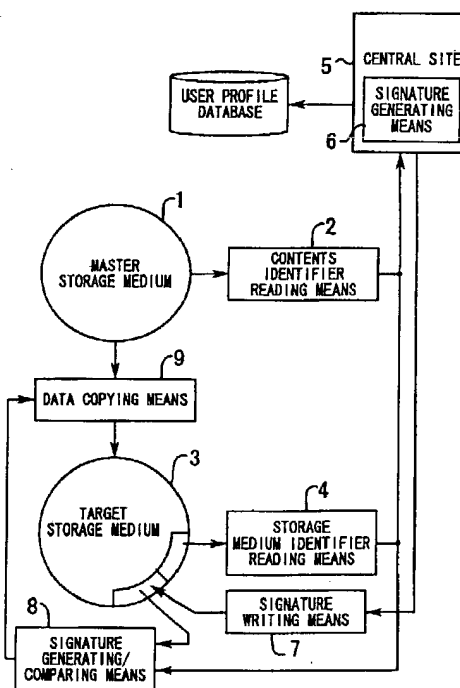 5
CENTRAL SITE
USER PROFILE
DATABASE
SIGNATURE
GENERATING
MEANS
6
1
MASTER
STORAGE MEDIUM
2
CONTENTS
IDENTIFIER
READING MEANS
9
DATA COPYING MEANS
3
TARGET
STORAGE MEDIUM
4
STORAGE
MEDIUM IDENTIFIER
READING MEANS
SIGNATURE
WRITING MEANS
7
8
SIGNATURE
GENERATING/
COMPARING MEANS